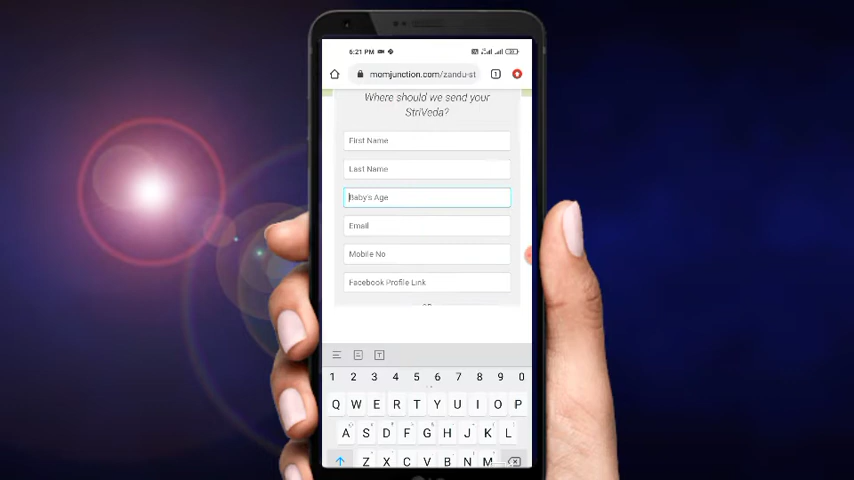 6:21 PM
momjunction.com/zandu-st
1
Where should we send your
StriVeda?
First Name
Last Name
Baby's Age
Email
Mobile No
Facebook Profile Link
1 2 3 4 5 6 7 8 9 0
Q W E R T Y U I O P
A S D F G H J K L
Z X C V B N M